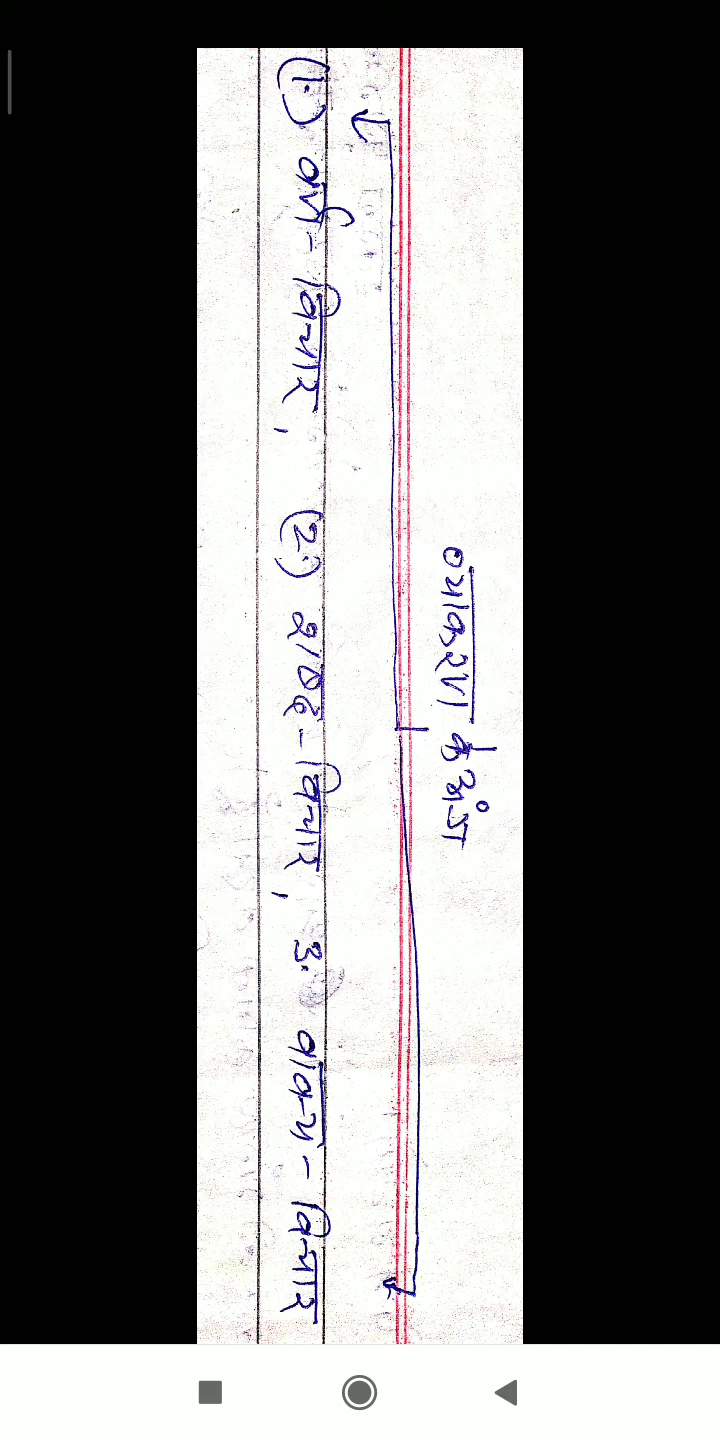 व्याकरण के अंग
(1.) वर्ण - विचार, (2.) शब्द - विचार, 3. वाक्य - विचार